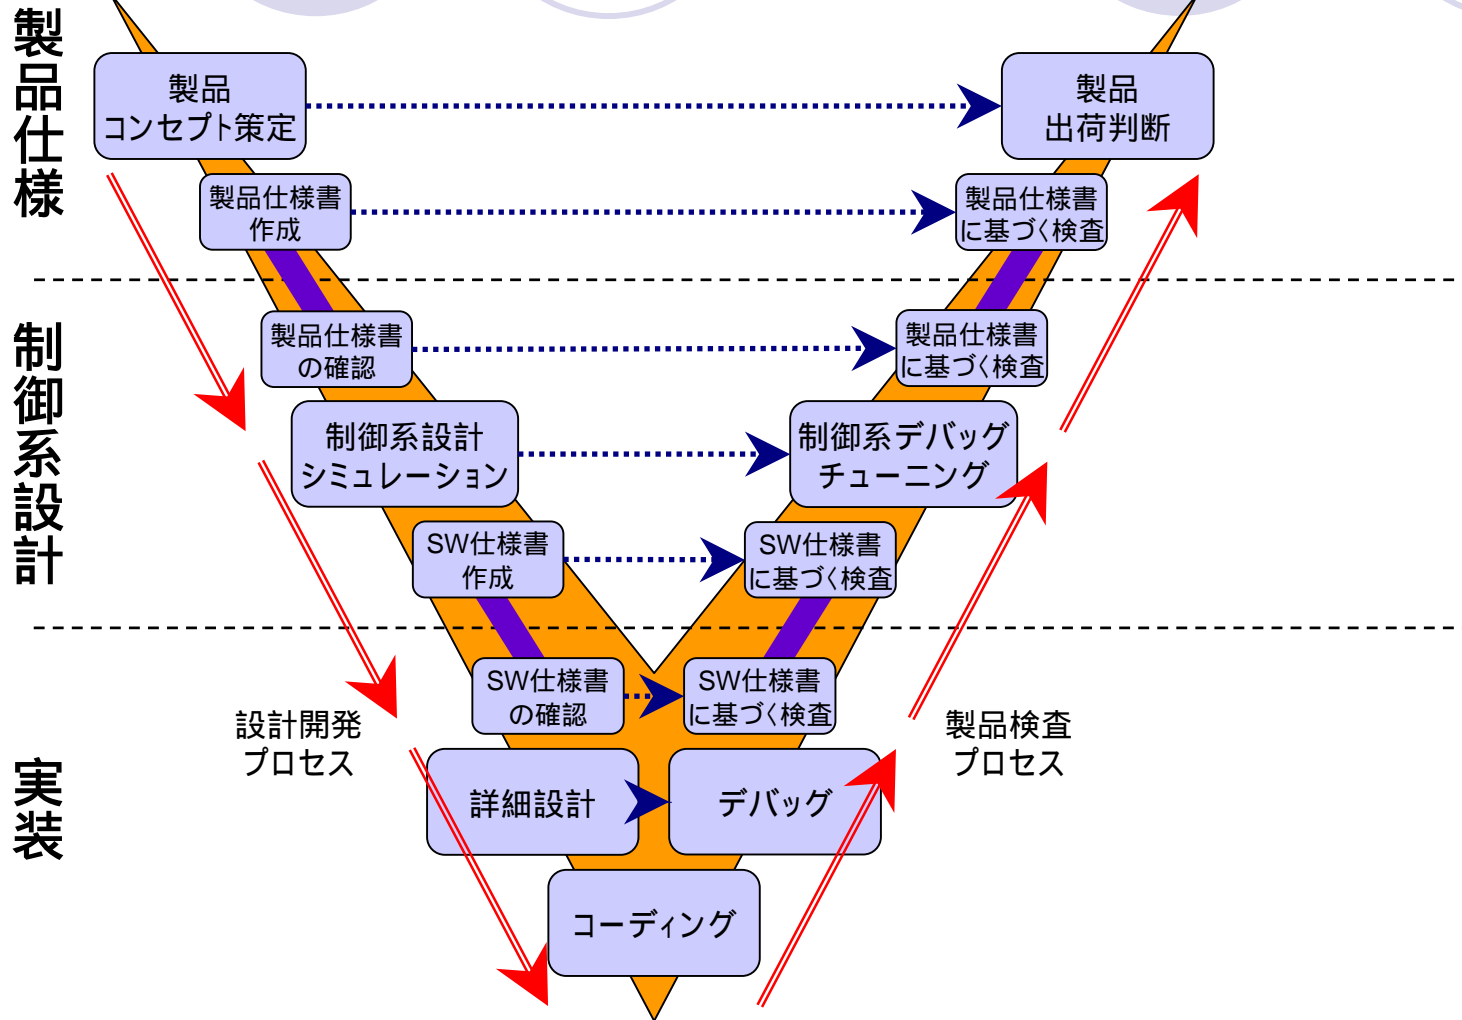 製品仕様
製品
コンセプト策定
製品
出荷判断
製品仕様書
作成
製品仕様書
に基づく検査
制御系設計
製品仕様書
の確認
製品仕様書
に基づく検査
制御系設計
シミュレーション
制御系デバッグ
チューニング
SW仕様書
作成
SW仕様書
に基づく検査
実装
SW仕様書
の確認
SW仕様書
に基づく検査
設計開発
プロセス
製品検査
プロセス
詳細設計
デバッグ
コーディング